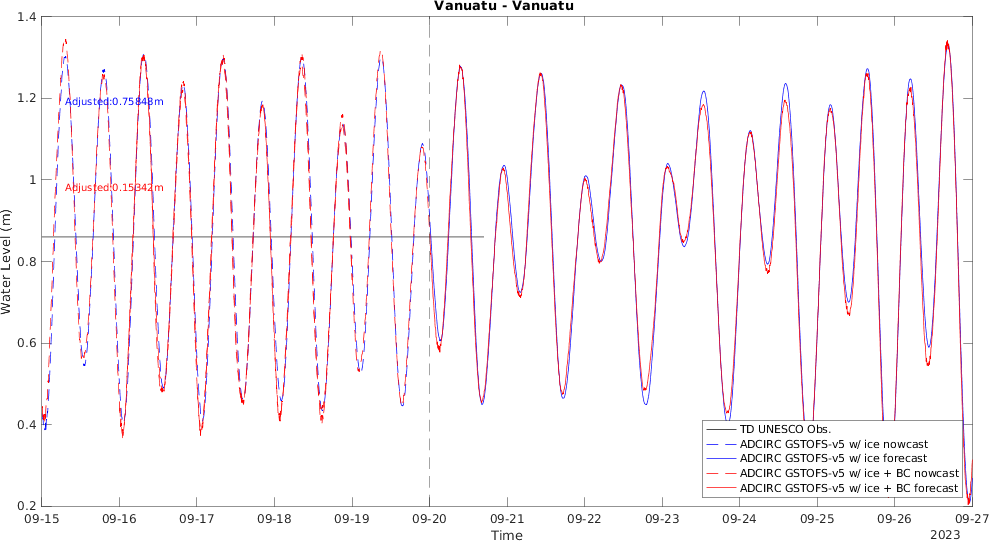 Vanuatu - Vanuatu
Water Level (m)
1.4
1.2
1
0.8
0.6
0.4
0.2
Adjusted:0.75843m
Adjusted:0.15342m
TD UNESCO Obs.
ADCIRC GSTOFS-v5 w/ ice nowcast
ADCIRC GSTOFS-v5 w/ ice forecast
ADCIRC GSTOFS-v5 w/ ice + BC nowcast
ADCIRC GSTOFS-v5 w/ ice + BC forecast
09-15 09-16 09-17 09-18 09-19 09-20 09-21 09-22 09-23 09-24 09-25 09-26 09-27
Time
2023